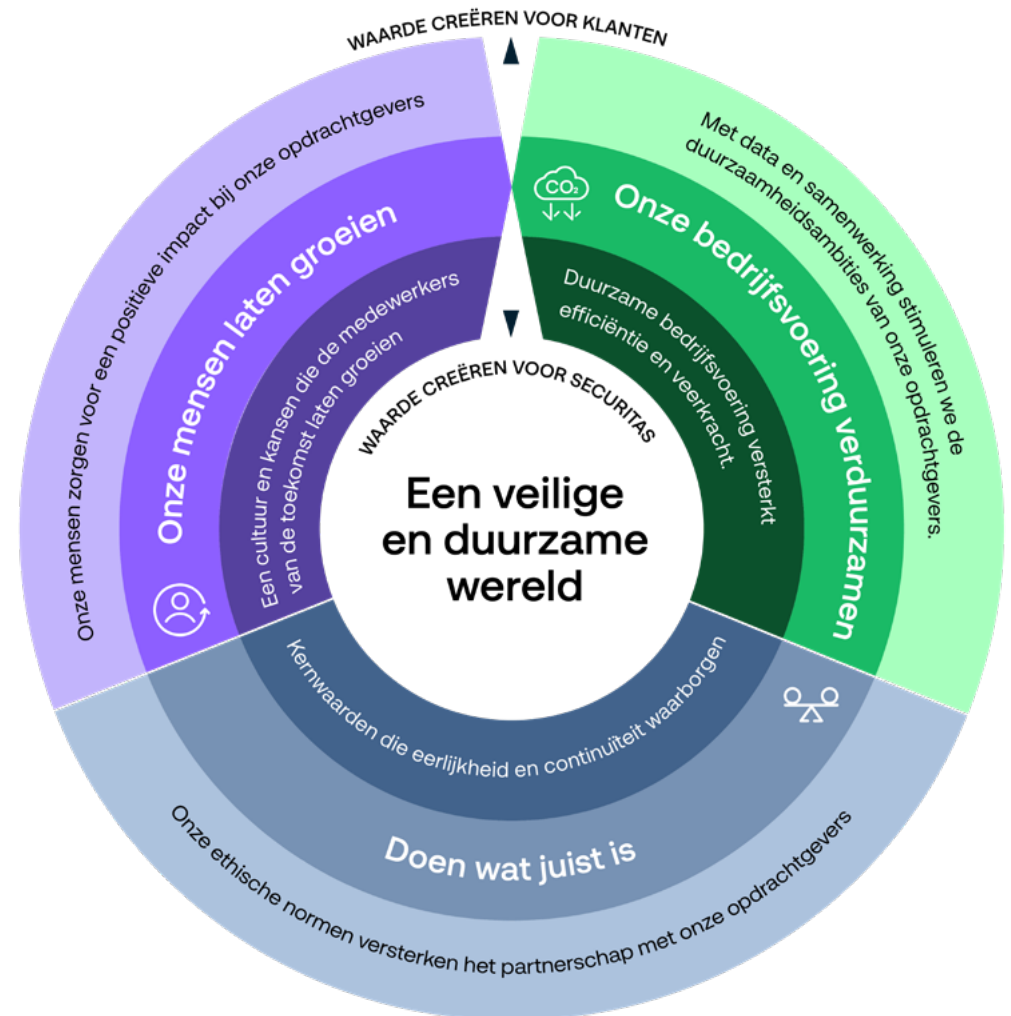 WAARDE CREËREN VOOR KLANTEN
Onze mensen zorgen voor een positieve impact bij onze opdrachtgevers
Onze mensen laten groeien
Een cultuur en kansen die de medewerkers
van de toekomst laten groeien
Met data en samenwerking stimuleren we de
duurzaamheidsambities van onze opdrachtgevers.
CO₂
Onze bedrijfsvoering verduurzamen
Duurzame bedrijfsvoering versterkt
efficiëntie en veerkracht.
WAARDE CREËREN VOOR SECURITAS
Een veilige
en duurzame
wereld
Kernwaarden die eerlijkheid en continuïteit waarborgen
Doen wat juist is
Onze ethische normen versterken het partnerschap met onze opdrachtgevers